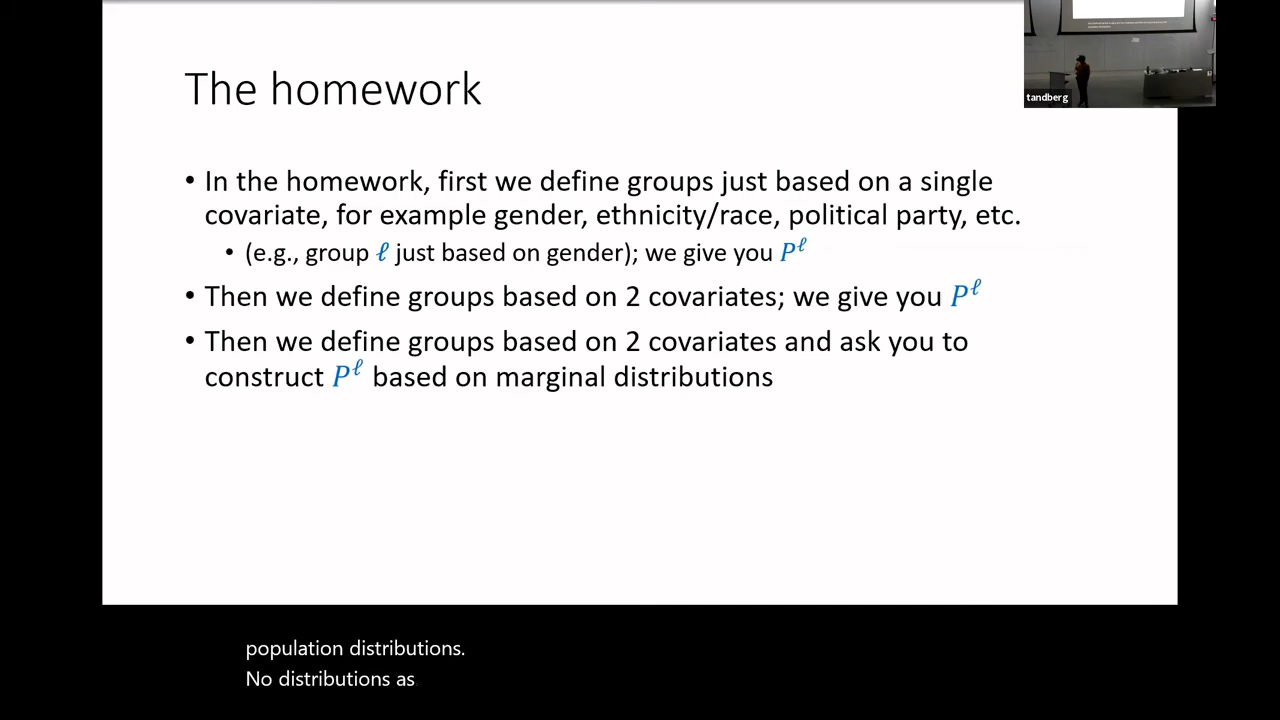 The homework
tandberg
• In the homework, first we define groups just based on a single
covariate, for example gender, ethnicity/race, political party, etc.
• (e.g., group ℓ just based on gender); we give you P^ℓ
• Then we define groups based on 2 covariates; we give you P^ℓ
• Then we define groups based on 2 covariates and ask you to
construct P^ℓ based on marginal distributions
population distributions.
No distributions as